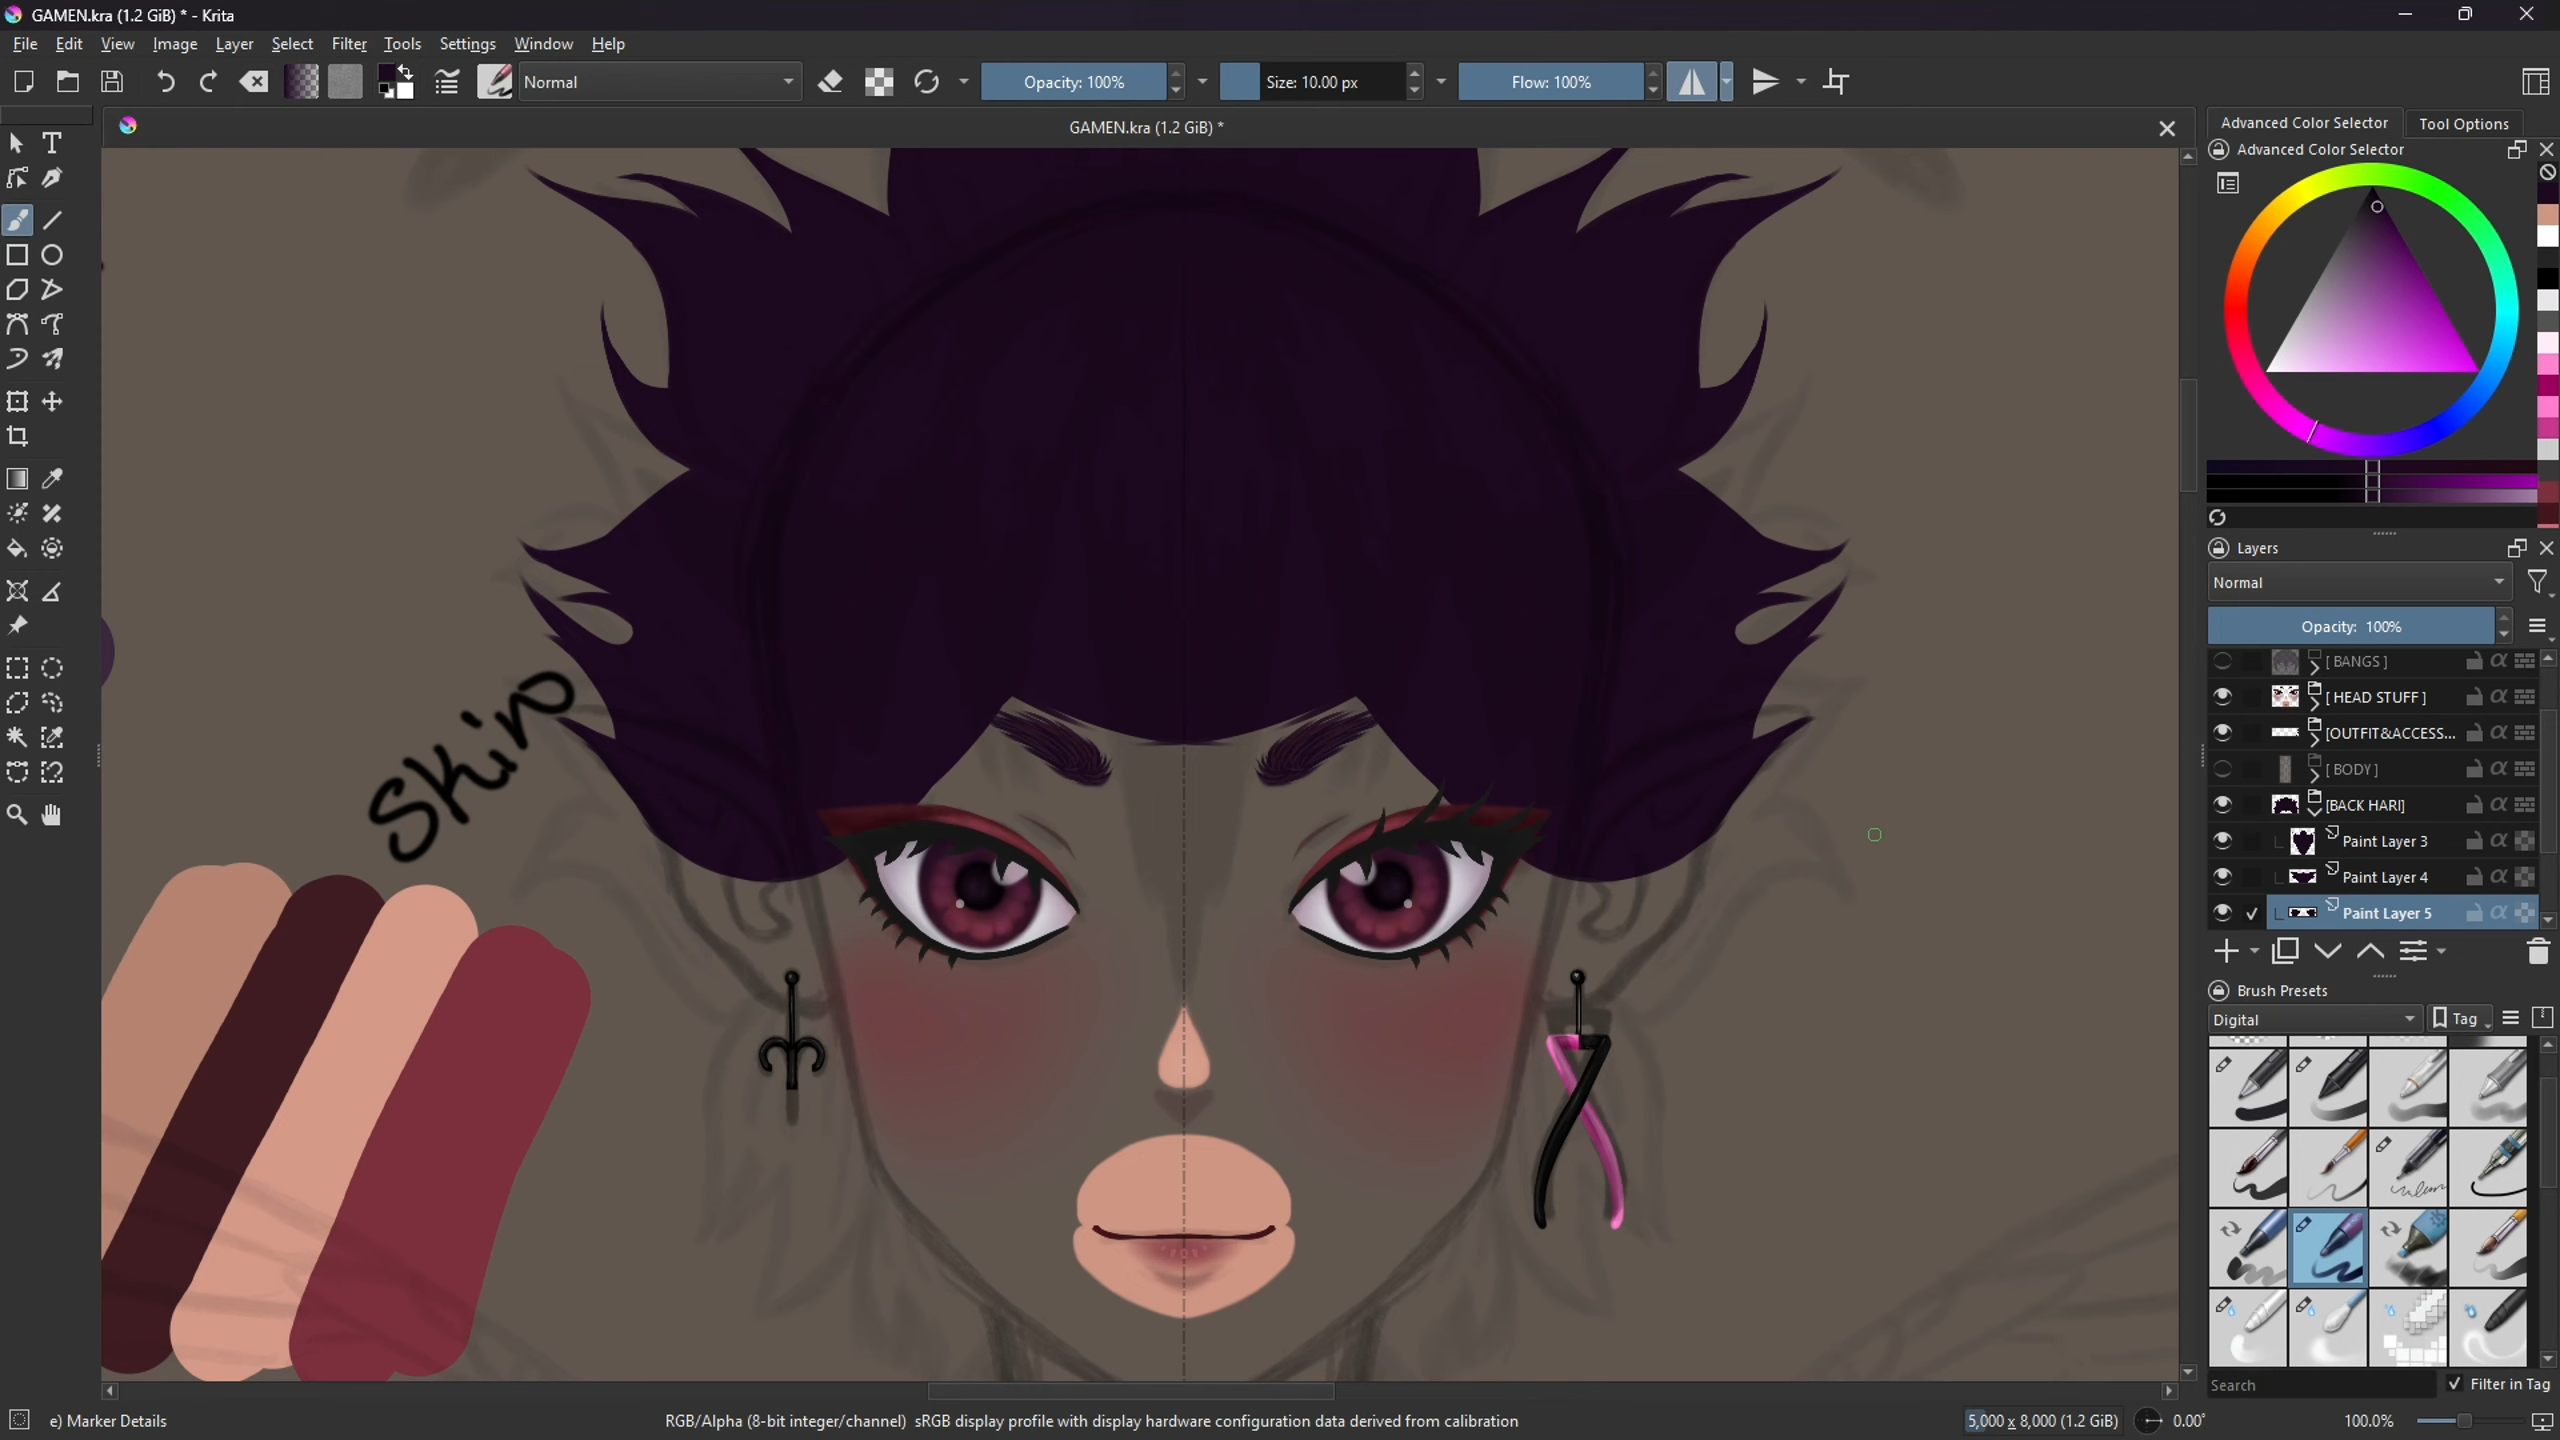 GAMEN.kra (1.2 GiB) * - Krita
File Edit View Image Layer Select Filter Tools Settings Window Help
Normal Opacity: 100% Size: 10.00 px Flow: 100%
GAMEN.kra (1.2 GiB) *
Advanced Color Selector Tool Options
Advanced Color Selector
Layers
Normal
Opacity: 100%
[ BANGS ]
[ HEAD STUFF ]
[OUTFIT&ACCESS...
[ BODY ]
[BACK HARI]
Paint Layer 3
Paint Layer 4
Paint Layer 5
Skin
Brush Presets
Digital Tag
Search Filter in Tag
e) Marker Details RGB/Alpha (8-bit integer/channel) sRGB display profile with display hardware configuration data derived from calibration 5,000 x 8,000 (1.2 GiB) 0.00° 100.0%